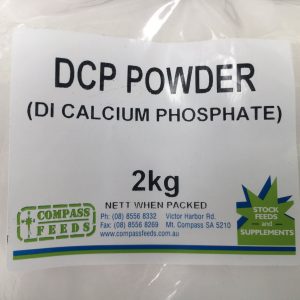 DCP POWDER
(DI CALCIUM PHOSPHATE)
2kg
NETT WHEN PACKED
COMPASS
FEEDS
Ph: (08) 8556 8332 Victor Harbor Rd.
Fax: (08) 8556 8269 Mt. Compass SA 5210
www.compassfeeds.com.au
STOCK
FEEDS
and
SUPPLEMENTS